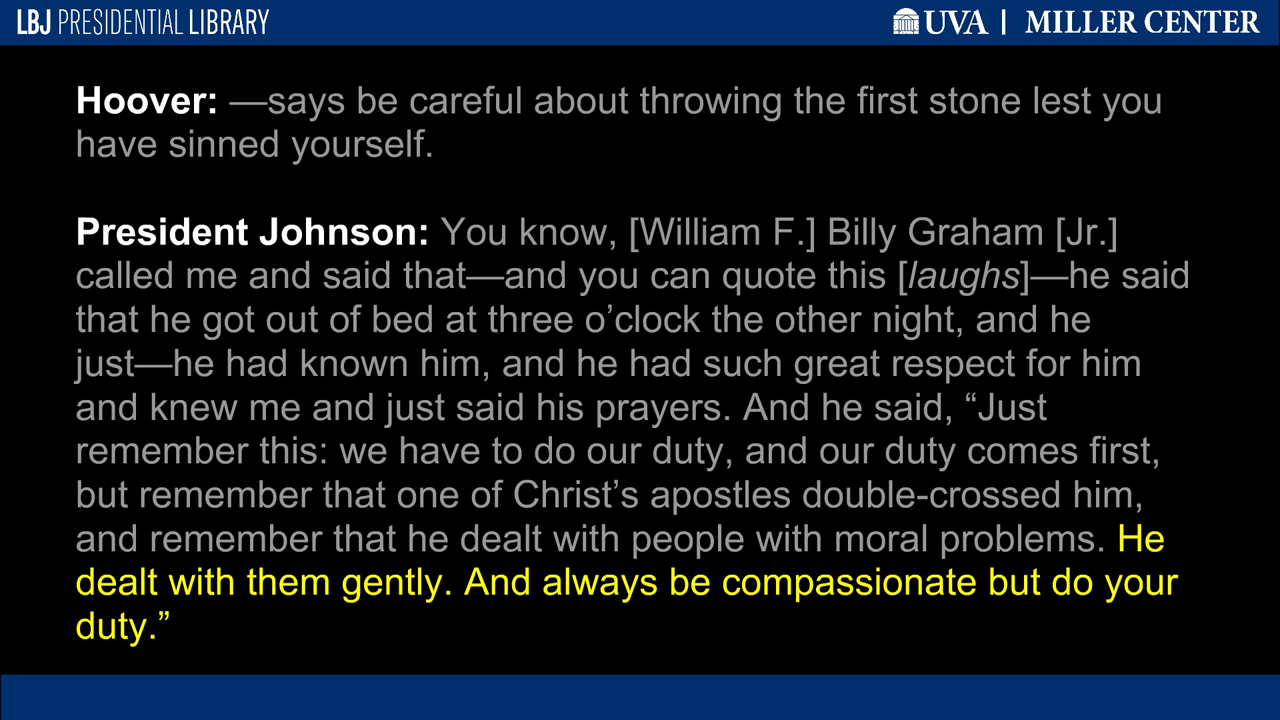 LBJ PRESIDENTIAL LIBRARY
UVA | MILLER CENTER
Hoover: —says be careful about throwing the first stone lest you
have sinned yourself.
President Johnson: You know, [William F.] Billy Graham [Jr.]
called me and said that—and you can quote this [laughs]—he said
that he got out of bed at three o’clock the other night, and he
just—he had known him, and he had such great respect for him
and knew me and just said his prayers. And he said, “Just
remember this: we have to do our duty, and our duty comes first,
but remember that one of Christ’s apostles double-crossed him,
and remember that he dealt with people with moral problems. He
dealt with them gently. And always be compassionate but do your
duty.”